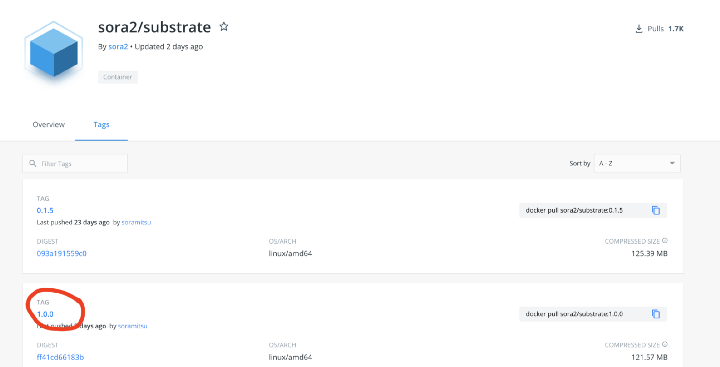 sora2/substrate
By sora2 • Updated 2 days ago
Pulls 1.7K
Container
Overview
Tags
Filter Tags
Sort by
A - Z
TAG
0.1.5
Last pushed 23 days ago by soramitsu
docker pull sora2/substrate:0.1.5
DIGEST
OS/ARCH
COMPRESSED SIZE
093a191559c0
linux/amd64
125.39 MB
TAG
1.0.0
Last pushed days ago by soramitsu
docker pull sora2/substrate:1.0.0
DIGEST
OS/ARCH
COMPRESSED SIZE
ff41cd66183b
linux/amd64
121.57 MB